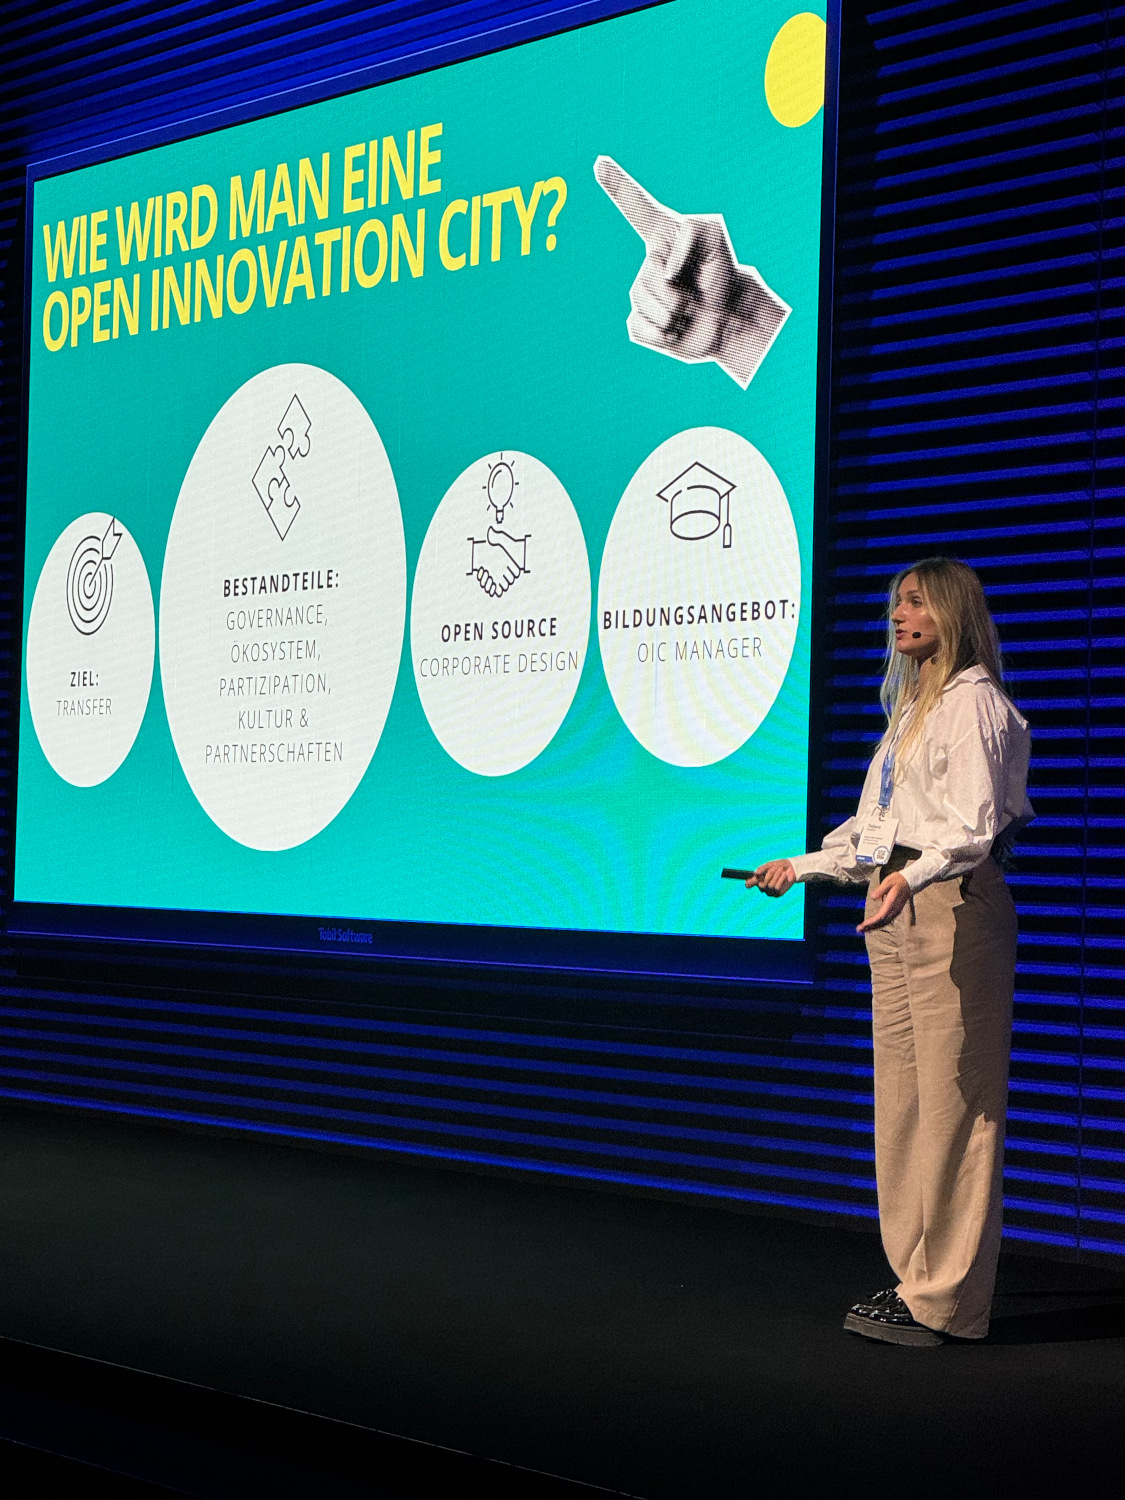 WIE WIRD MAN EINE
OPEN INNOVATION CITY?
ZIEL:
TRANSFER
BESTANDTEILE:
GOVERNANCE,
ÖKOSYSTEM,
PARTIZIPATION,
KULTUR &
PARTNERSCHAFTEN
OPEN SOURCE
CORPORATE DESIGN
BILDUNGSANGEBOT:
OIC MANAGER
Tobil Software